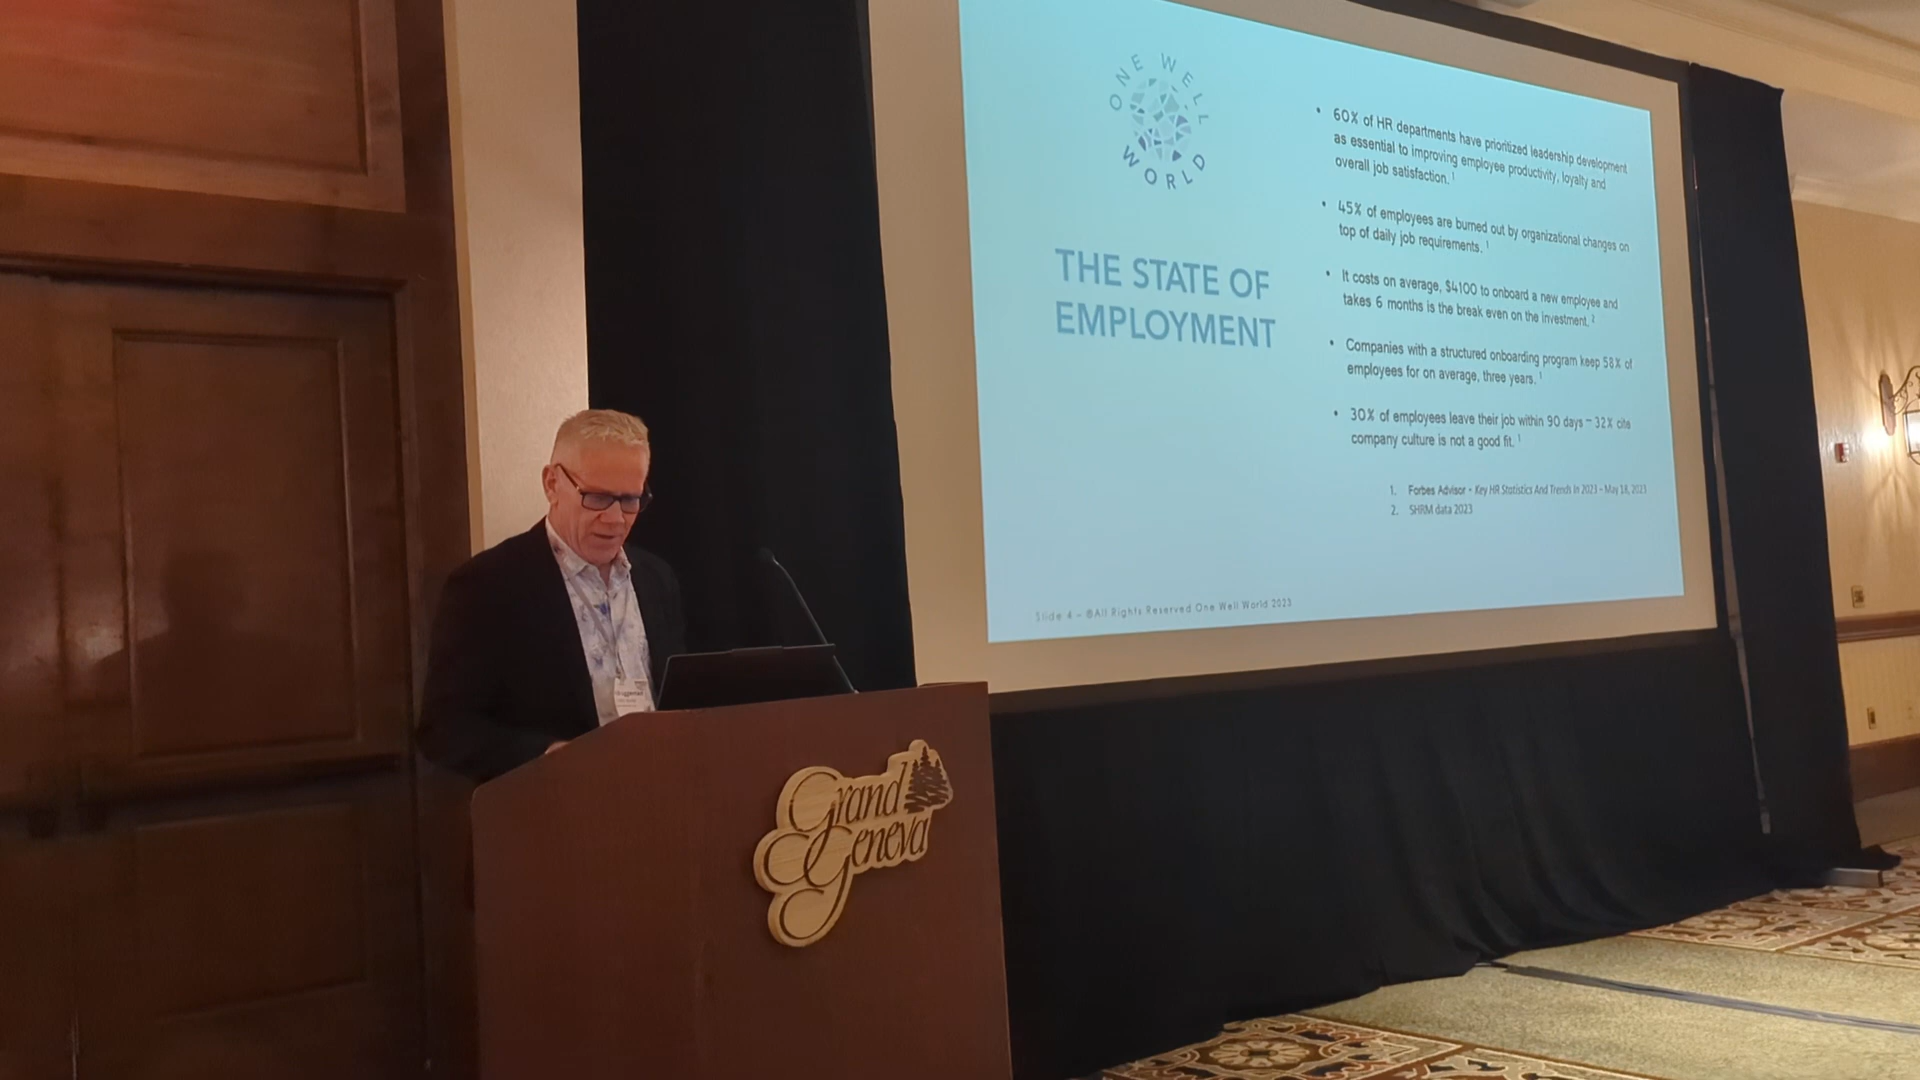 ONE WELL
WORLD
THE STATE OF
EMPLOYMENT
• 60% of HR departments have prioritized leadership development
as essential to improving employee productivity, loyalty and
overall job satisfaction. 1
• 45% of employees are burned out by organizational changes on
top of daily job requirements. 1
• It costs on average, $4100 to onboard a new employee and
takes 6 months is the break even on the investment. 2
• Companies with a structured onboarding program keep 58% of
employees for on average, three years. 1
• 30% of employees leave their job within 90 days – 32% cite
company culture is not a good fit. 1
1. Forbes Advisor - Key HR Statistics And Trends In 2023 - May 18, 2023
2. SHRM data 2023
Slide 4 – ©All Rights Reserved One Well World 2023
Grand
Geneva